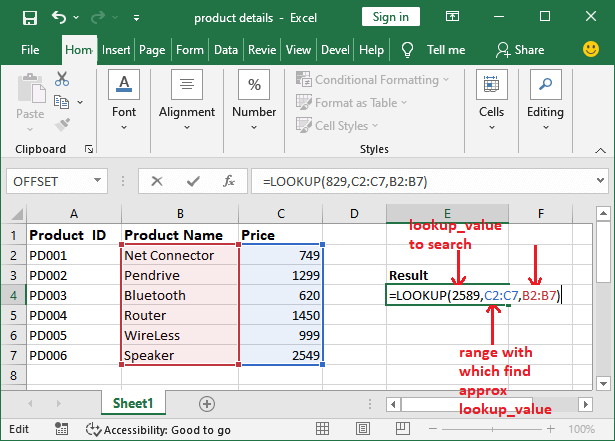 product details - Excel
Sign in
File Hom Insert Page Form Data Revie View Devel Help Tell me Share
Paste
Clipboard
Font
Alignment
%
Number
Conditional Formatting
Format as Table
Cell Styles
Styles
Cells
Editing
OFFSET fx =LOOKUP(829,C2:C7,B2:B7)
A B C D E F
1 Product ID Product Name Price
lookup_value
to search
2 PD001 Net Connector 749
3 PD002 Pendrive 1299 Result
4 PD003 Bluetooth 620 =LOOKUP(2589,C2:C7,B2:B7)
5 PD004 Router 1450
6 PD005 WireLess 999
7 PD006 Speaker 2549
8
range with
which find
approx
lookup_value
Sheet1
Edit Accessibility: Good to go 100%